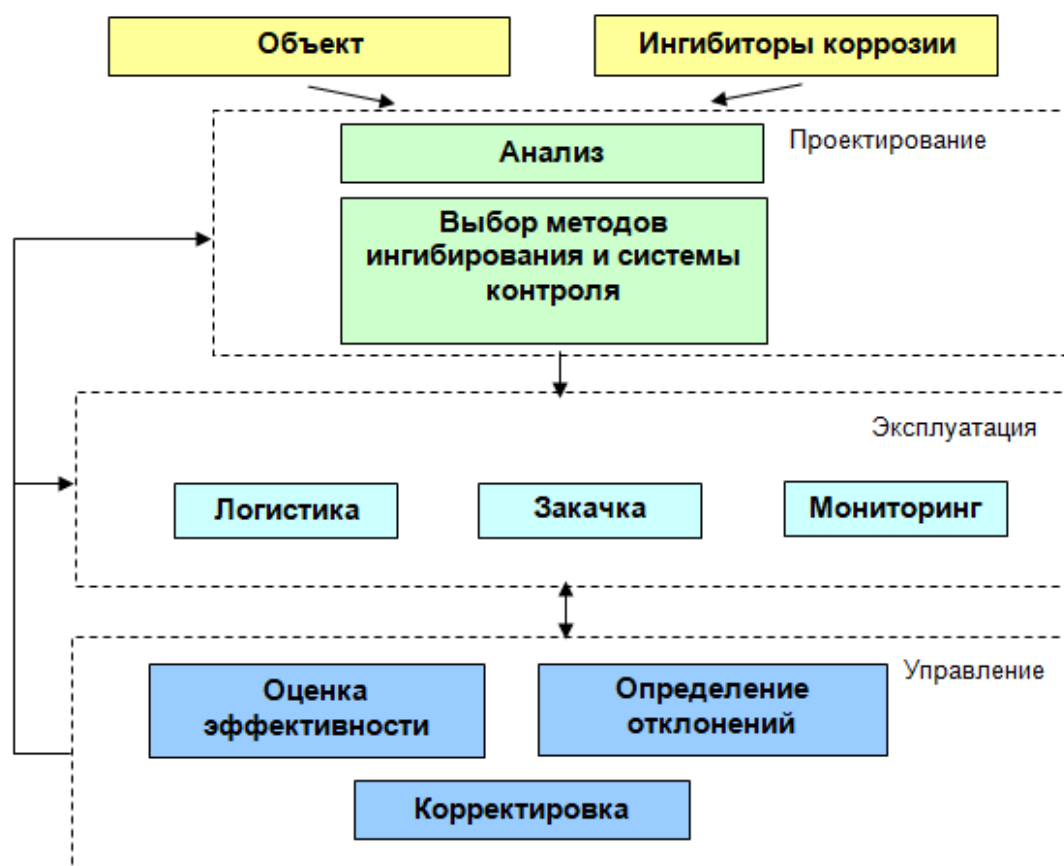 Объект
Ингибиторы коррозии
Проектирование
Анализ
Выбор методов
ингибирования и системы
контроля
Эксплуатация
Логистика
Закачка
Мониторинг
Управление
Оценка
эффективности
Определение
отклонений
Корректировка